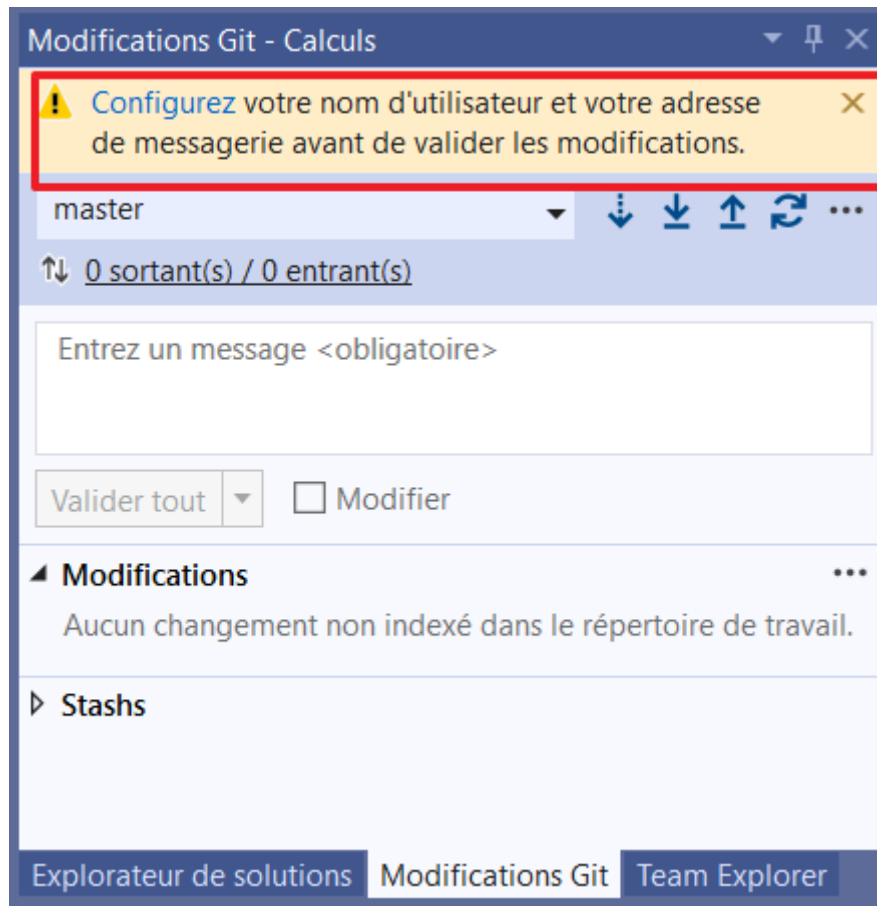 Modifications Git - Calculs
Configurez votre nom d'utilisateur et votre adresse
de messagerie avant de valider les modifications.
master
0 sortant(s) / 0 entrant(s)
Entrez un message <obligatoire>
Valider tout
Modifier
Modifications
Aucun changement non indexé dans le répertoire de travail.
Stashs
Explorateur de solutions Modifications Git Team Explorer